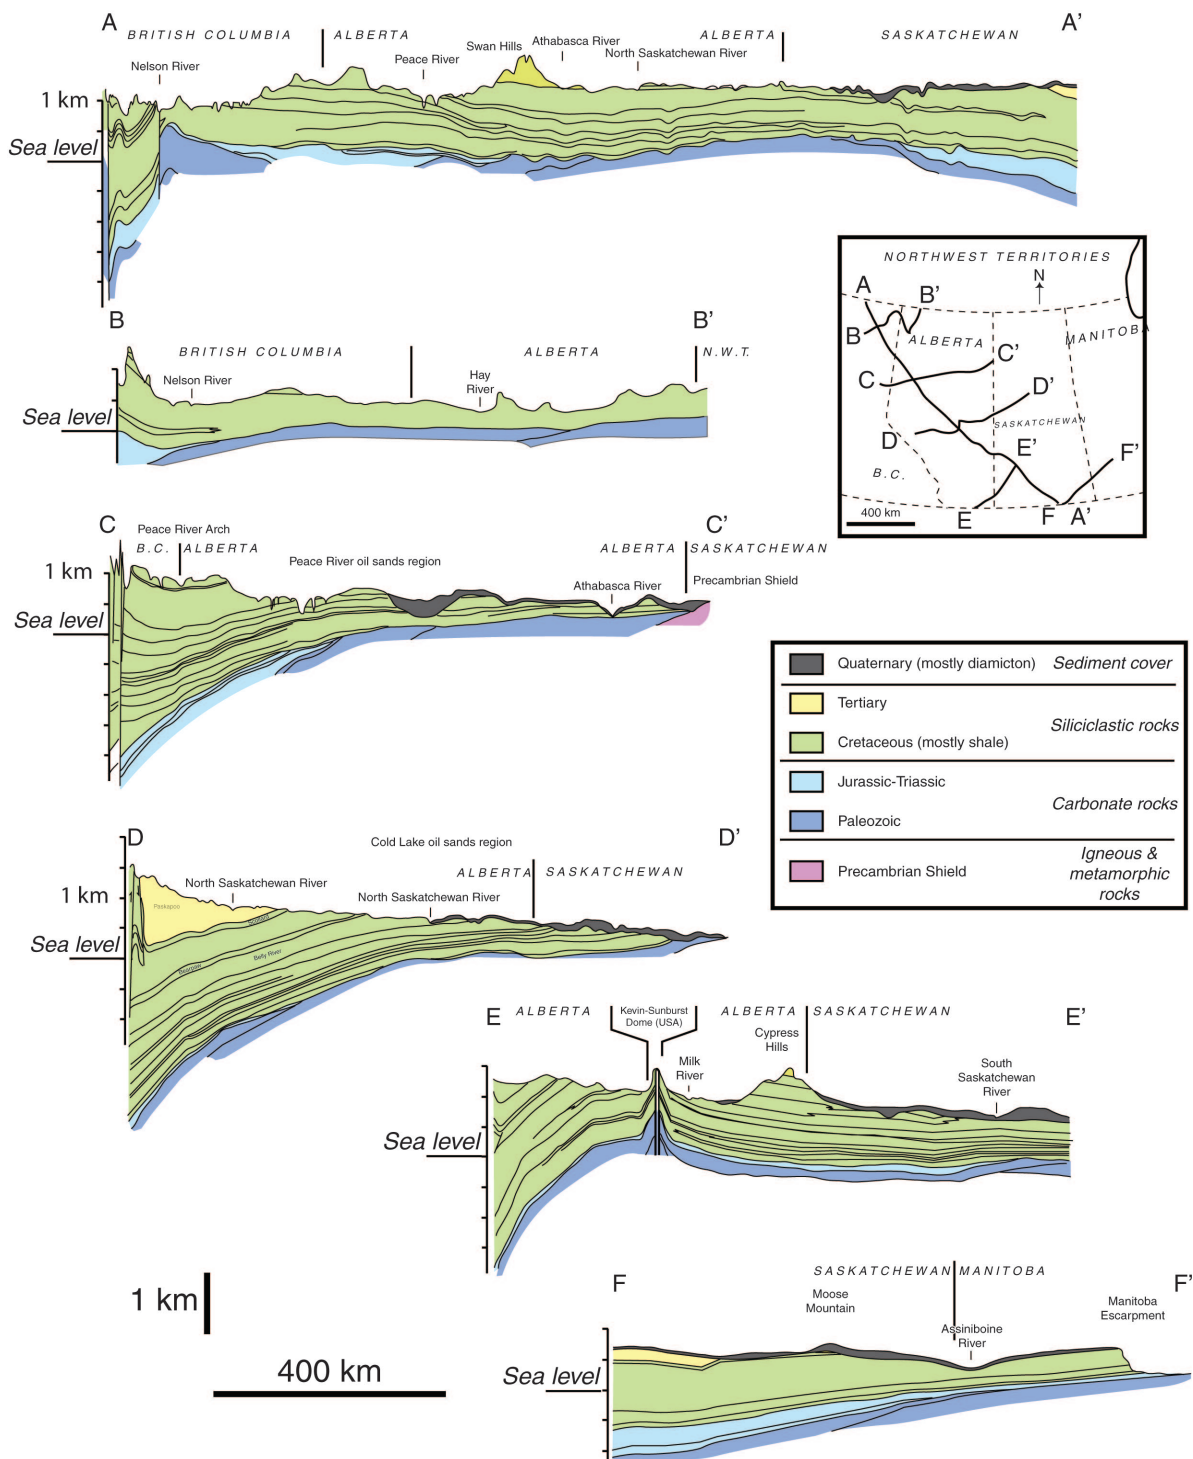 A
A’
BRITISH COLUMBIA
ALBERTA
ALBERTA
SASKATCHEWAN
Nelson River
Peace River
Swan Hills
Athabasca River
North Saskatchewan River
1 km
Sea level
B
B’
BRITISH COLUMBIA
ALBERTA
N.W.T.
Nelson River
Hay
River
Sea level
NORTHWEST TERRITORIES
N
A
B’
B
ALBERTA
MANITOBA
C’
C
D’
D
SASKATCHEWAN
E’
B.C.
F’
E
F
A’
400 km
C
C’
Peace River Arch
B.C.
ALBERTA
Peace River oil sands region
ALBERTA
SASKATCHEWAN
1 km
Athabasca River
Precambrian Shield
Sea level
Quaternary (mostly diamicton)
Sediment cover
Tertiary
Siliciclastic rocks
Cretaceous (mostly shale)
Jurassic-Triassic
Carbonate rocks
Paleozoic
Precambrian Shield
Igneous &
metamorphic
rocks
D
D’
Cold Lake oil sands region
ALBERTA
SASKATCHEWAN
North Saskatchewan River
North Saskatchewan River
1 km
Paskapoo
Bearpaw
Belly River
Sea level
E
E’
ALBERTA
Kevin-Sunburst
Dome (USA)
ALBERTA
SASKATCHEWAN
Cypress
Hills
Milk
River
South
Saskatchewan
River
Sea level
1 km
400 km
F
F’
SASKATCHEWAN
MANITOBA
Moose
Mountain
Assiniboine
River
Manitoba
Escarpment
Sea level